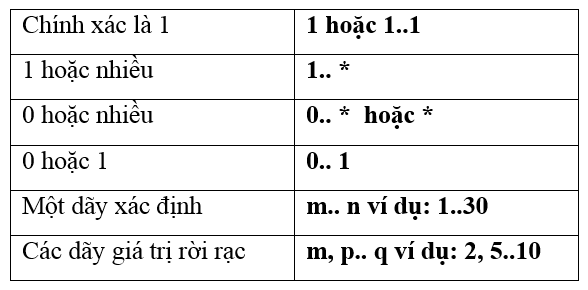 Chính xác là 1 1 hoặc 1..1
1 hoặc nhiều 1.. *
0 hoặc nhiều 0.. * hoặc *
0 hoặc 1 0.. 1
Một dãy xác định m.. n ví dụ: 1..30
Các dãy giá trị rời rạc m, p.. q ví dụ: 2, 5..10